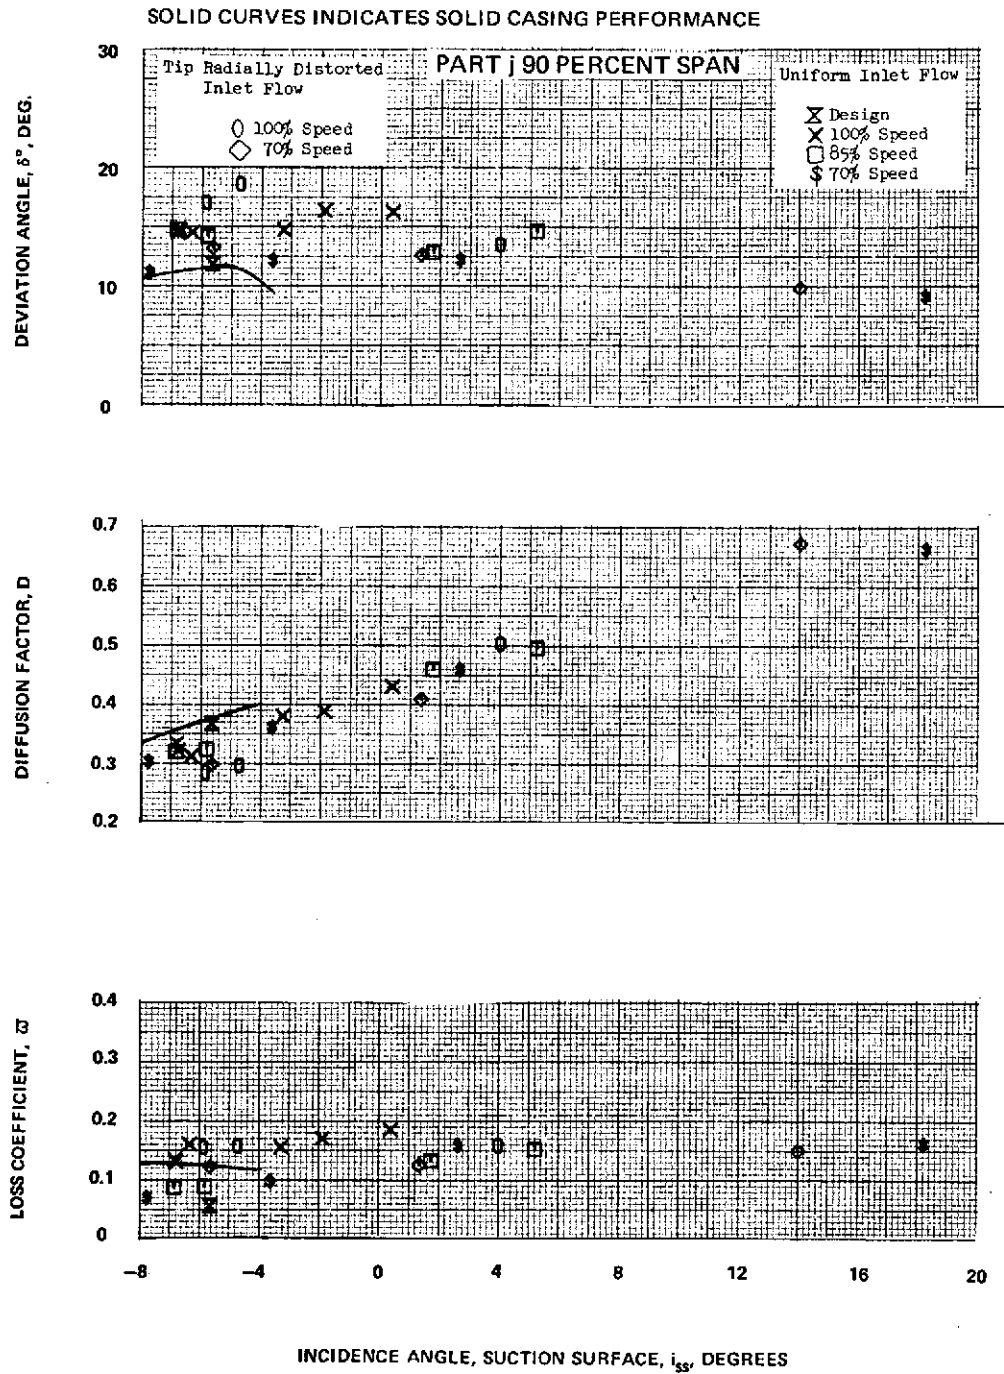 SOLID CURVES INDICATES SOLID CASING PERFORMANCE
PART j 90 PERCENT SPAN
Tip Radially Distorted
Inlet Flow
100% Speed
70% Speed
Uniform Inlet Flow
Design
100% Speed
85% Speed
70% Speed
DEVIATION ANGLE, δ°, DEG.
30
20
10
0
DIFFUSION FACTOR, D
0.7
0.6
0.5
0.4
0.3
0.2
LOSS COEFFICIENT, ϖ
0.4
0.3
0.2
0.1
0
−8 −4 0 4 8 12 16 20
INCIDENCE ANGLE, SUCTION SURFACE, iss, DEGREES